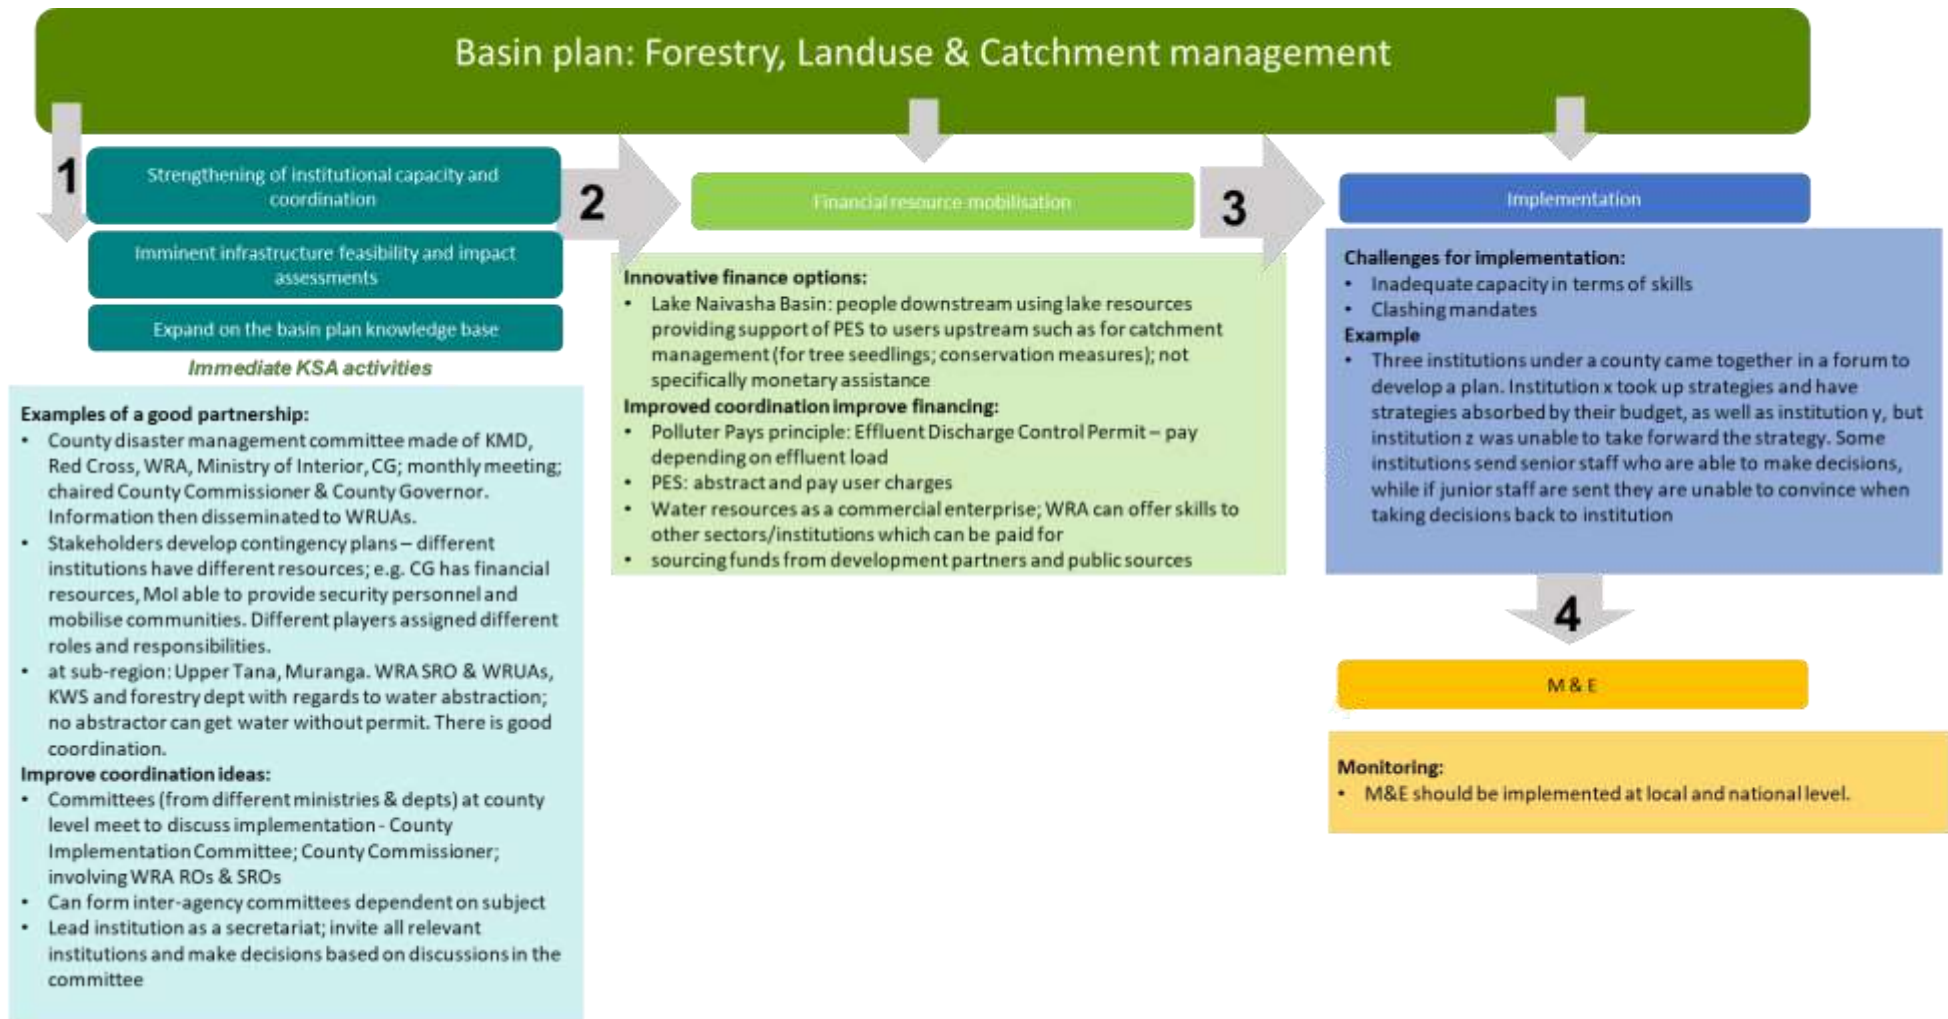 Basin plan: Forestry, Landuse & Catchment management
1
Strengthening of institutional capacity and
coordination
Imminent infrastructure feasibility and impact
assessments
Expand on the basin plan knowledge base
Immediate KSA activities
Examples of a good partnership:
• County disaster management committee made of KMD,
Red Cross, WRA, Ministry of Interior, CG; monthly meeting;
chaired County Commissioner & County Governor.
Information then disseminated to WRUAs.
• Stakeholders develop contingency plans – different
institutions have different resources; e.g. CG has financial
resources, MoI able to provide security personnel and
mobilise communities. Different players assigned different
roles and responsibilities.
• at sub-region: Upper Tana, Muranga. WRA SRO & WRUAs,
KWS and forestry dept with regards to water abstraction;
no abstractor can get water without permit. There is good
coordination.
Improve coordination ideas:
• Committees (from different ministries & depts) at county
level meet to discuss implementation - County
Implementation Committee; County Commissioner;
involving WRA ROs & SROs
• Can form inter-agency committees dependent on subject
• Lead institution as a secretariat; invite all relevant
institutions and make decisions based on discussions in the
committee
2
Financial resource mobilisation
Innovative finance options:
• Lake Naivasha Basin: people downstream using lake resources
providing support of PES to users upstream such as for catchment
management (for tree seedlings; conservation measures); not
specifically monetary assistance
Improved coordination improve financing:
• Polluter Pays principle: Effluent Discharge Control Permit – pay
depending on effluent load
• PES: abstract and pay user charges
• Water resources as a commercial enterprise; WRA can offer skills to
other sectors/institutions which can be paid for
• sourcing funds from development partners and public sources
3
Implementation
Challenges for implementation:
• Inadequate capacity in terms of skills
• Clashing mandates
Example
• Three institutions under a county came together in a forum to
develop a plan. Institution x took up strategies and have
strategies absorbed by their budget, as well as institution y, but
institution z was unable to take forward the strategy. Some
institutions send senior staff who are able to make decisions,
while if junior staff are sent they are unable to convince when
taking decisions back to institution
4
M & E
Monitoring:
• M&E should be implemented at local and national level.